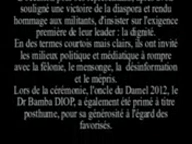 souligné une victoire de la diaspora et rendu
hommage aux militants, d'insister sur l'exigence
première de leur leader : la dignité.
En des termes courtois mais clairs, ils ont invité
les milieux politique et médiatique à rompre
avec la félonie, le mensonge, la désinformation
et le mépris.
Lors de la cérémonie, l'oncle du Damel 2012, le
Dr Bamba DIOP, a également été primé à titre
posthume, pour sa générosité à l'égard des
favorisés.